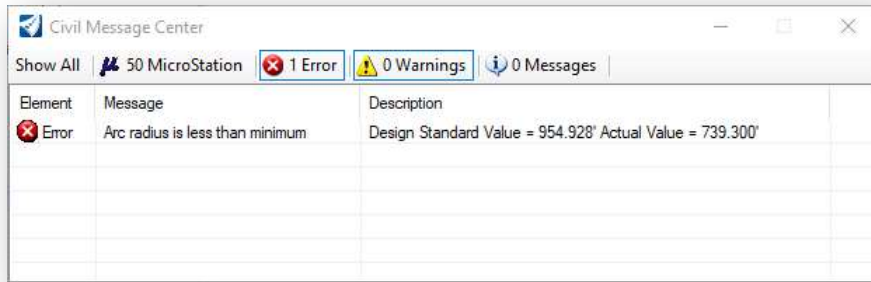 Civil Message Center
Show All µ 50 MicroStation 1 Error 0 Warnings 0 Messages
Element Message Description
Error Arc radius is less than minimum Design Standard Value = 954.928' Actual Value = 739.300'